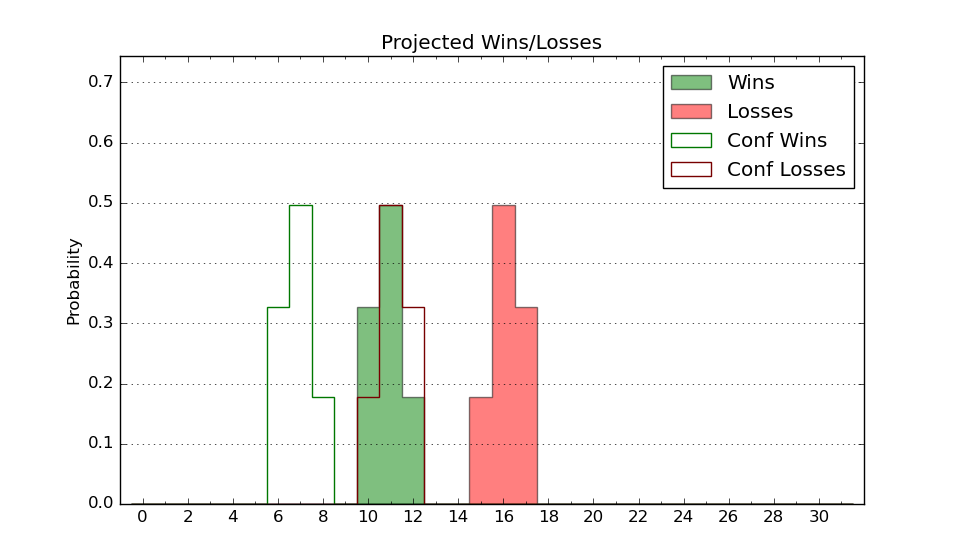 Projected Wins/Losses
Probability
0.7
0.6
0.5
0.4
0.3
0.2
0.1
0.0
0 2 4 6 8 10 12 14 16 18 20 22 24 26 28 30
Wins
Losses
Conf Wins
Conf Losses